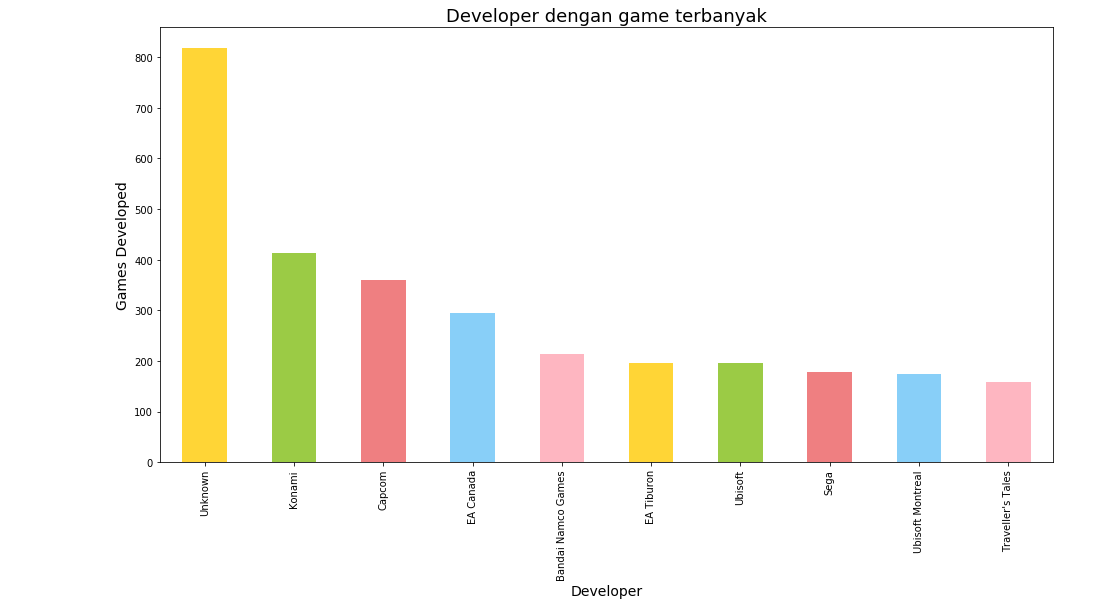 Developer dengan game terbanyak
Games Developed
800
700
600
500
400
300
200
100
0
Unknown
Konami
Capcom
EA Canada
Bandai Namco Games
EA Tiburon
Ubisoft
Sega
Ubisoft Montreal
Traveller's Tales
Developer